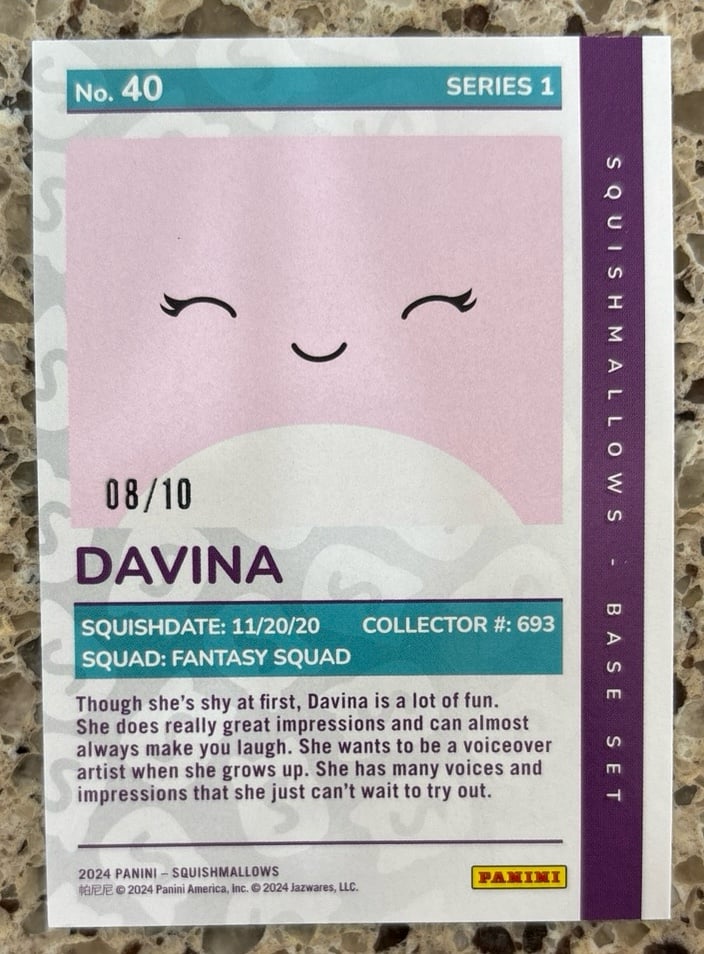 No. 40 SERIES 1
08/10
DAVINA
SQUISHDATE: 11/20/20 COLLECTOR #: 693
SQUAD: FANTASY SQUAD
Though she's shy at first, Davina is a lot of fun.
She does really great impressions and can almost
always make you laugh. She wants to be a voiceover
artist when she grows up. She has many voices and
impressions that she just can't wait to try out.
2024 PANINI – SQUISHMALLOWS
帕尼尼 © 2024 Panini America, Inc. © 2024 Jazwares, LLC.
PANINI
SQUISHMALLOWS - BASE SET